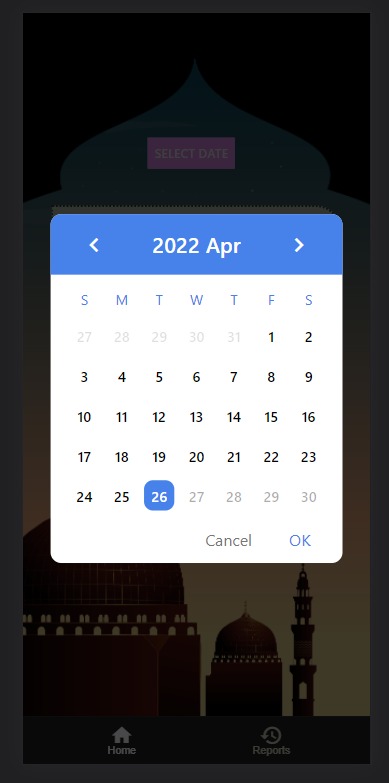 SELECT DATE
2022 Apr
S M T W T F S
27 28 29 30 31 1 2
3 4 5 6 7 8 9
10 11 12 13 14 15 16
17 18 19 20 21 22 23
24 25 26 27 28 29 30
Cancel OK
Home Reports